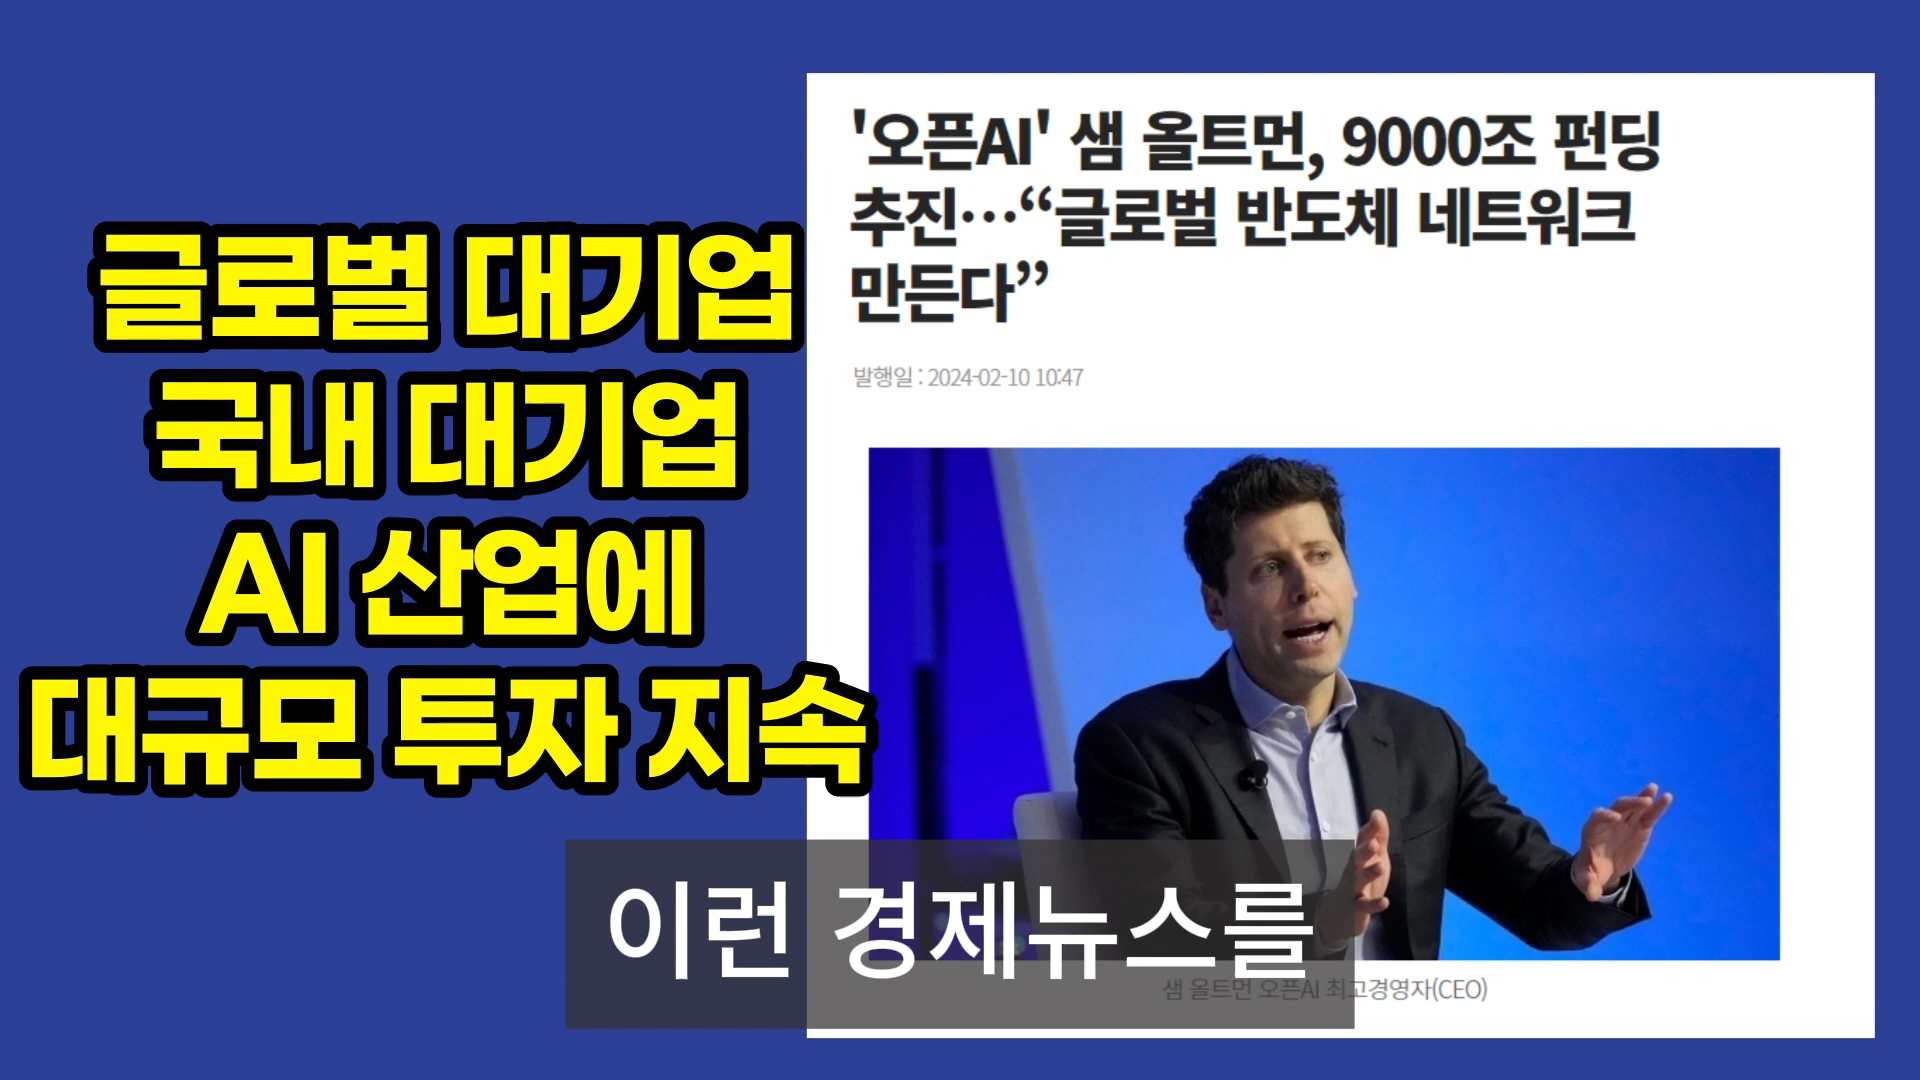 글로벌 대기업
국내 대기업
AI 산업에
대규모 투자 지속
'오픈AI' 샘 올트먼, 9000조 펀딩
추진…“글로벌 반도체 네트워크
만든다”
발행일 : 2024-02-10 10:47
샘 올트먼 오픈AI 최고경영자(CEO)
이런 경제뉴스를